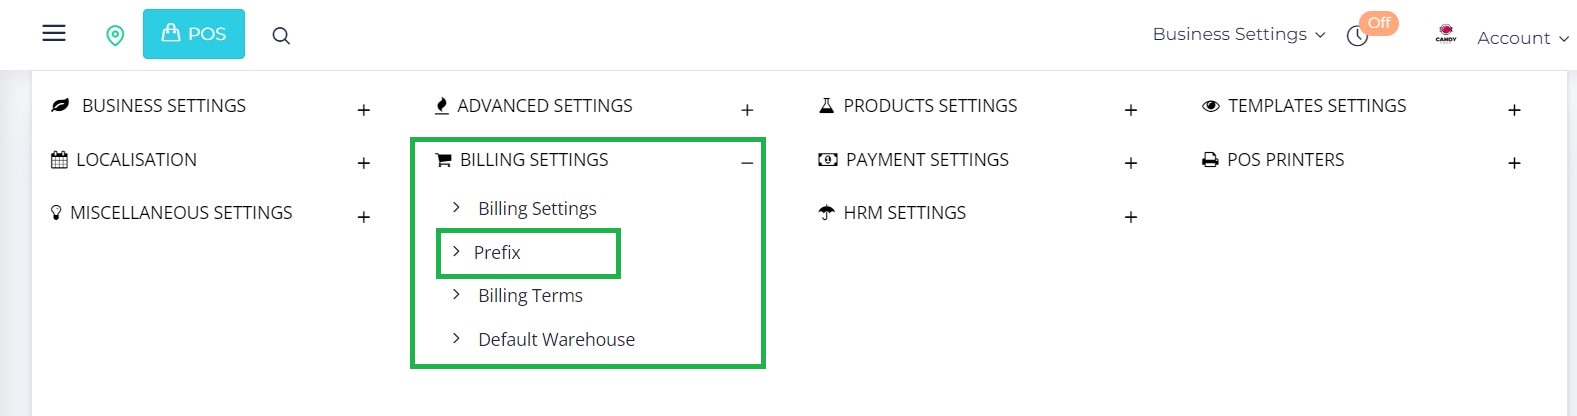 POS
Business Settings
Off
CANDY
Account
BUSINESS SETTINGS
ADVANCED SETTINGS
PRODUCTS SETTINGS
TEMPLATES SETTINGS
LOCALISATION
BILLING SETTINGS
PAYMENT SETTINGS
POS PRINTERS
Billing Settings
MISCELLANEOUS SETTINGS
HRM SETTINGS
Prefix
Billing Terms
Default Warehouse